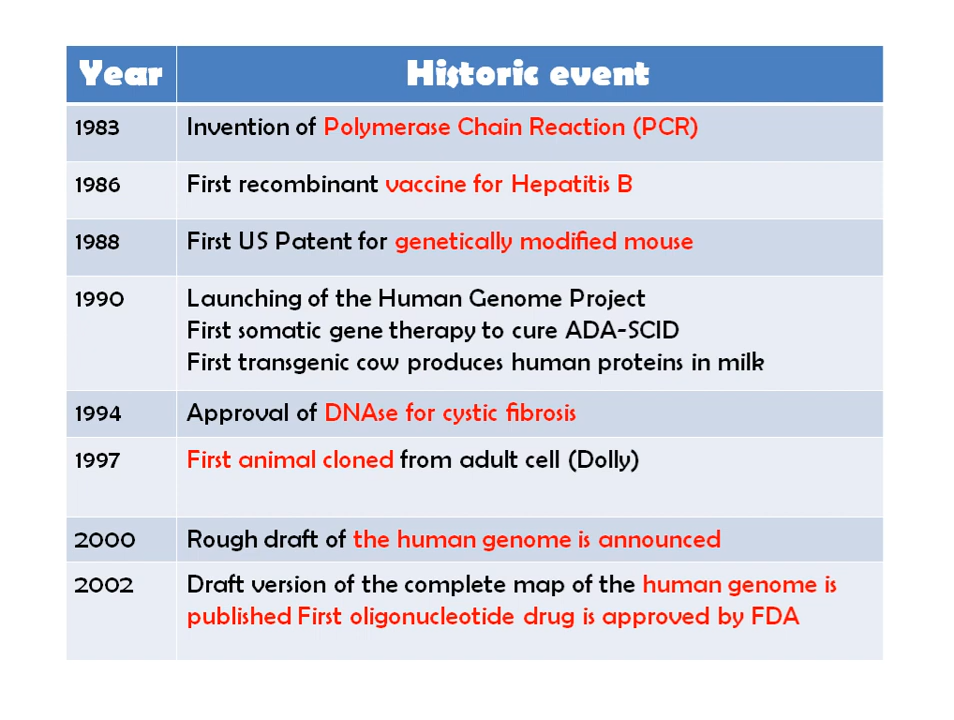 Year Historic event
1983 Invention of Polymerase Chain Reaction (PCR)
1986 First recombinant vaccine for Hepatitis B
1988 First US Patent for genetically modified mouse
1990 Launching of the Human Genome Project
First somatic gene therapy to cure ADA-SCID
First transgenic cow produces human proteins in milk
1994 Approval of DNAse for cystic fibrosis
1997 First animal cloned from adult cell (Dolly)
2000 Rough draft of the human genome is announced
2002 Draft version of the complete map of the human genome is
published First oligonucleotide drug is approved by FDA